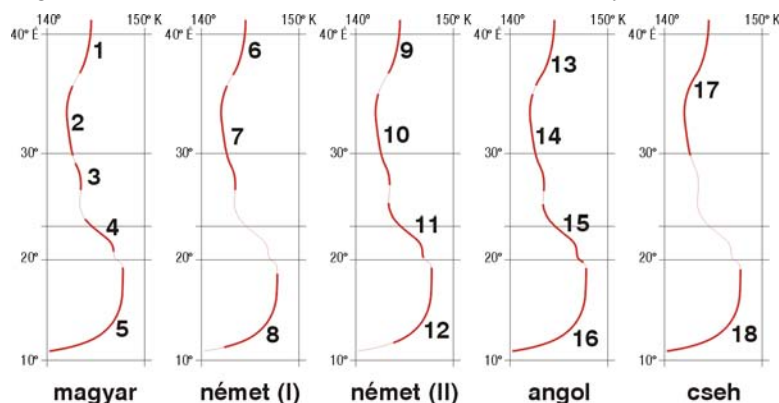 140° 150° K 140° 150° K 140° 150° K 140° 150° K 140° 150° K
40° É 40° É 40° É 40° É 40° É
1 6 9 13 17
2 7 10 14
30° 30° 30° 30° 30°
3
4 11 15
20° 20° 20° 20° 20°
5 8 12 16 18
10° 10° 10° 10° 10°
magyar német (I) német (II) angol cseh